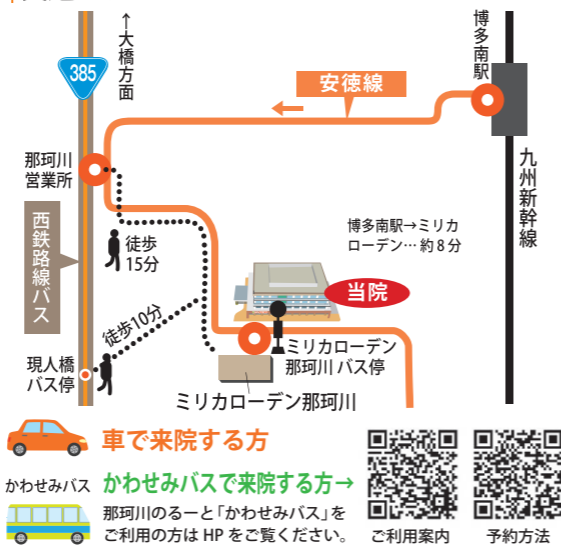 ↑大橋方面
385
博多南駅
安徳線
那珂川
営業所
九州新幹線
西鉄路線バス
徒歩
15分
博多南駅→ミリカ
ローデン…約8分
当院
徒歩10分
現人橋
バス停
ミリカローデン
那珂川バス停
ミリカローデン那珂川
車で来院する方
かわせみバス かわせみバスで来院する方→
那珂川のるーと「かわせみバス」を
ご利用の方はHPをご覧ください。
ご利用案内 予約方法